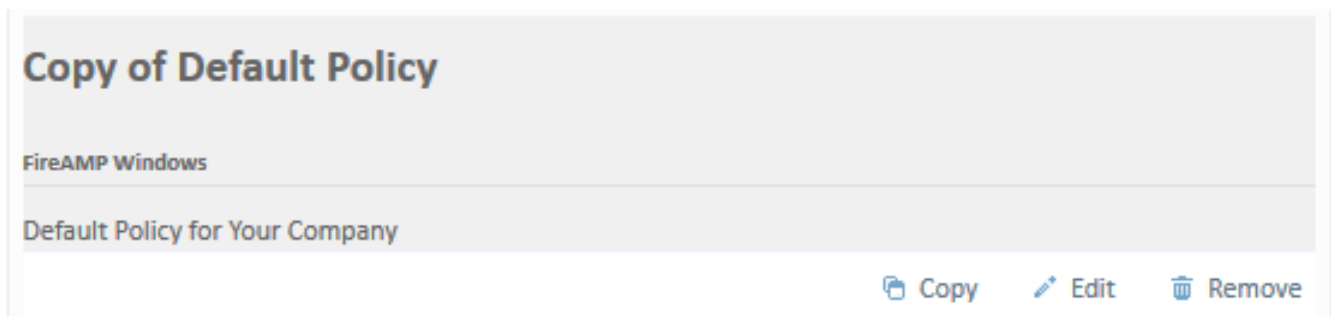 Copy of Default Policy
FireAMP Windows
Default Policy for Your Company
Copy Edit Remove